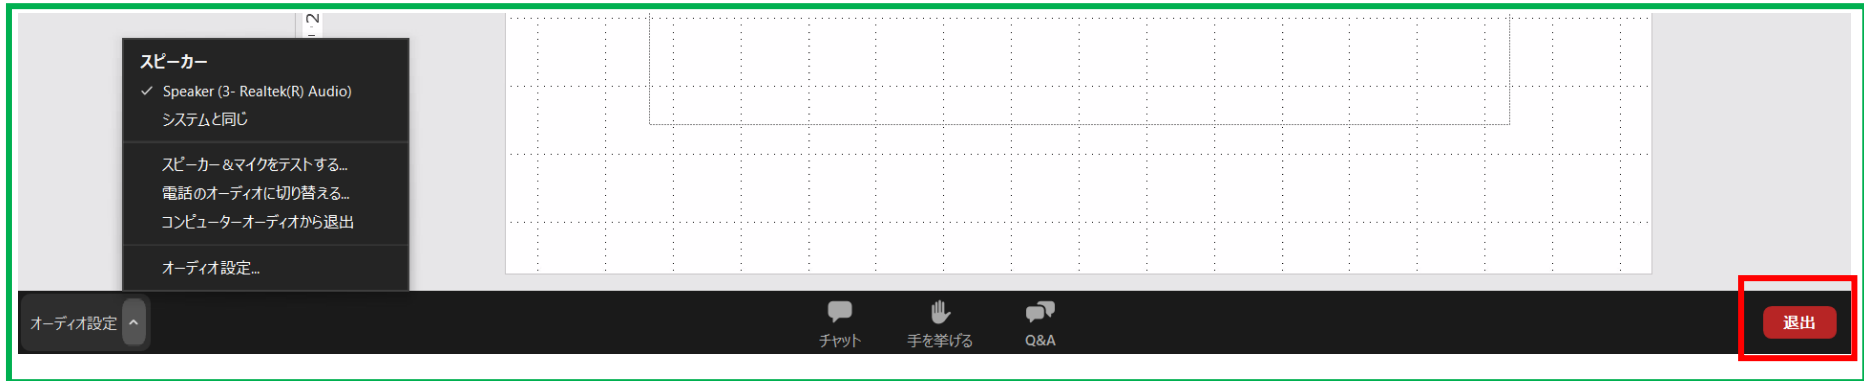 スピーカー
Speaker (3- Realtek(R) Audio)
システムと同じ
スピーカー&マイクをテストする...
電話のオーディオに切り替える...
コンピューターオーディオから退出
オーディオ設定...
オーディオ設定
チャット
手を挙げる
Q&A
退出